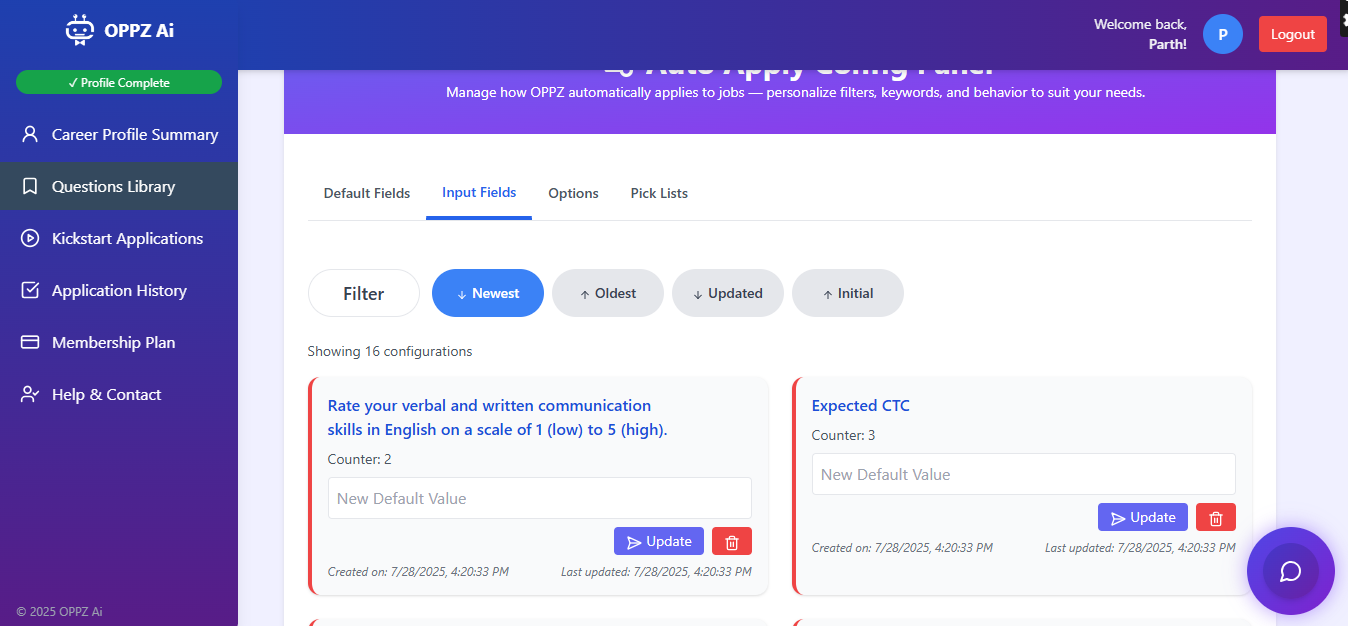 OPPZ Ai
✓ Profile Complete
Career Profile Summary
Questions Library
Kickstart Applications
Application History
Membership Plan
Help & Contact
© 2025 OPPZ Ai
Welcome back,
Parth!
P
Logout
Auto Apply Config Panel
Manage how OPPZ automatically applies to jobs — personalize filters, keywords, and behavior to suit your needs.
Default Fields
Input Fields
Options
Pick Lists
Filter
↓ Newest
↑ Oldest
↓ Updated
↑ Initial
Showing 16 configurations
Rate your verbal and written communication
skills in English on a scale of 1 (low) to 5 (high).
Counter: 2
New Default Value
Update
Created on: 7/28/2025, 4:20:33 PM
Last updated: 7/28/2025, 4:20:33 PM
Expected CTC
Counter: 3
New Default Value
Update
Created on: 7/28/2025, 4:20:33 PM
Last updated: 7/28/2025, 4:20:33 PM